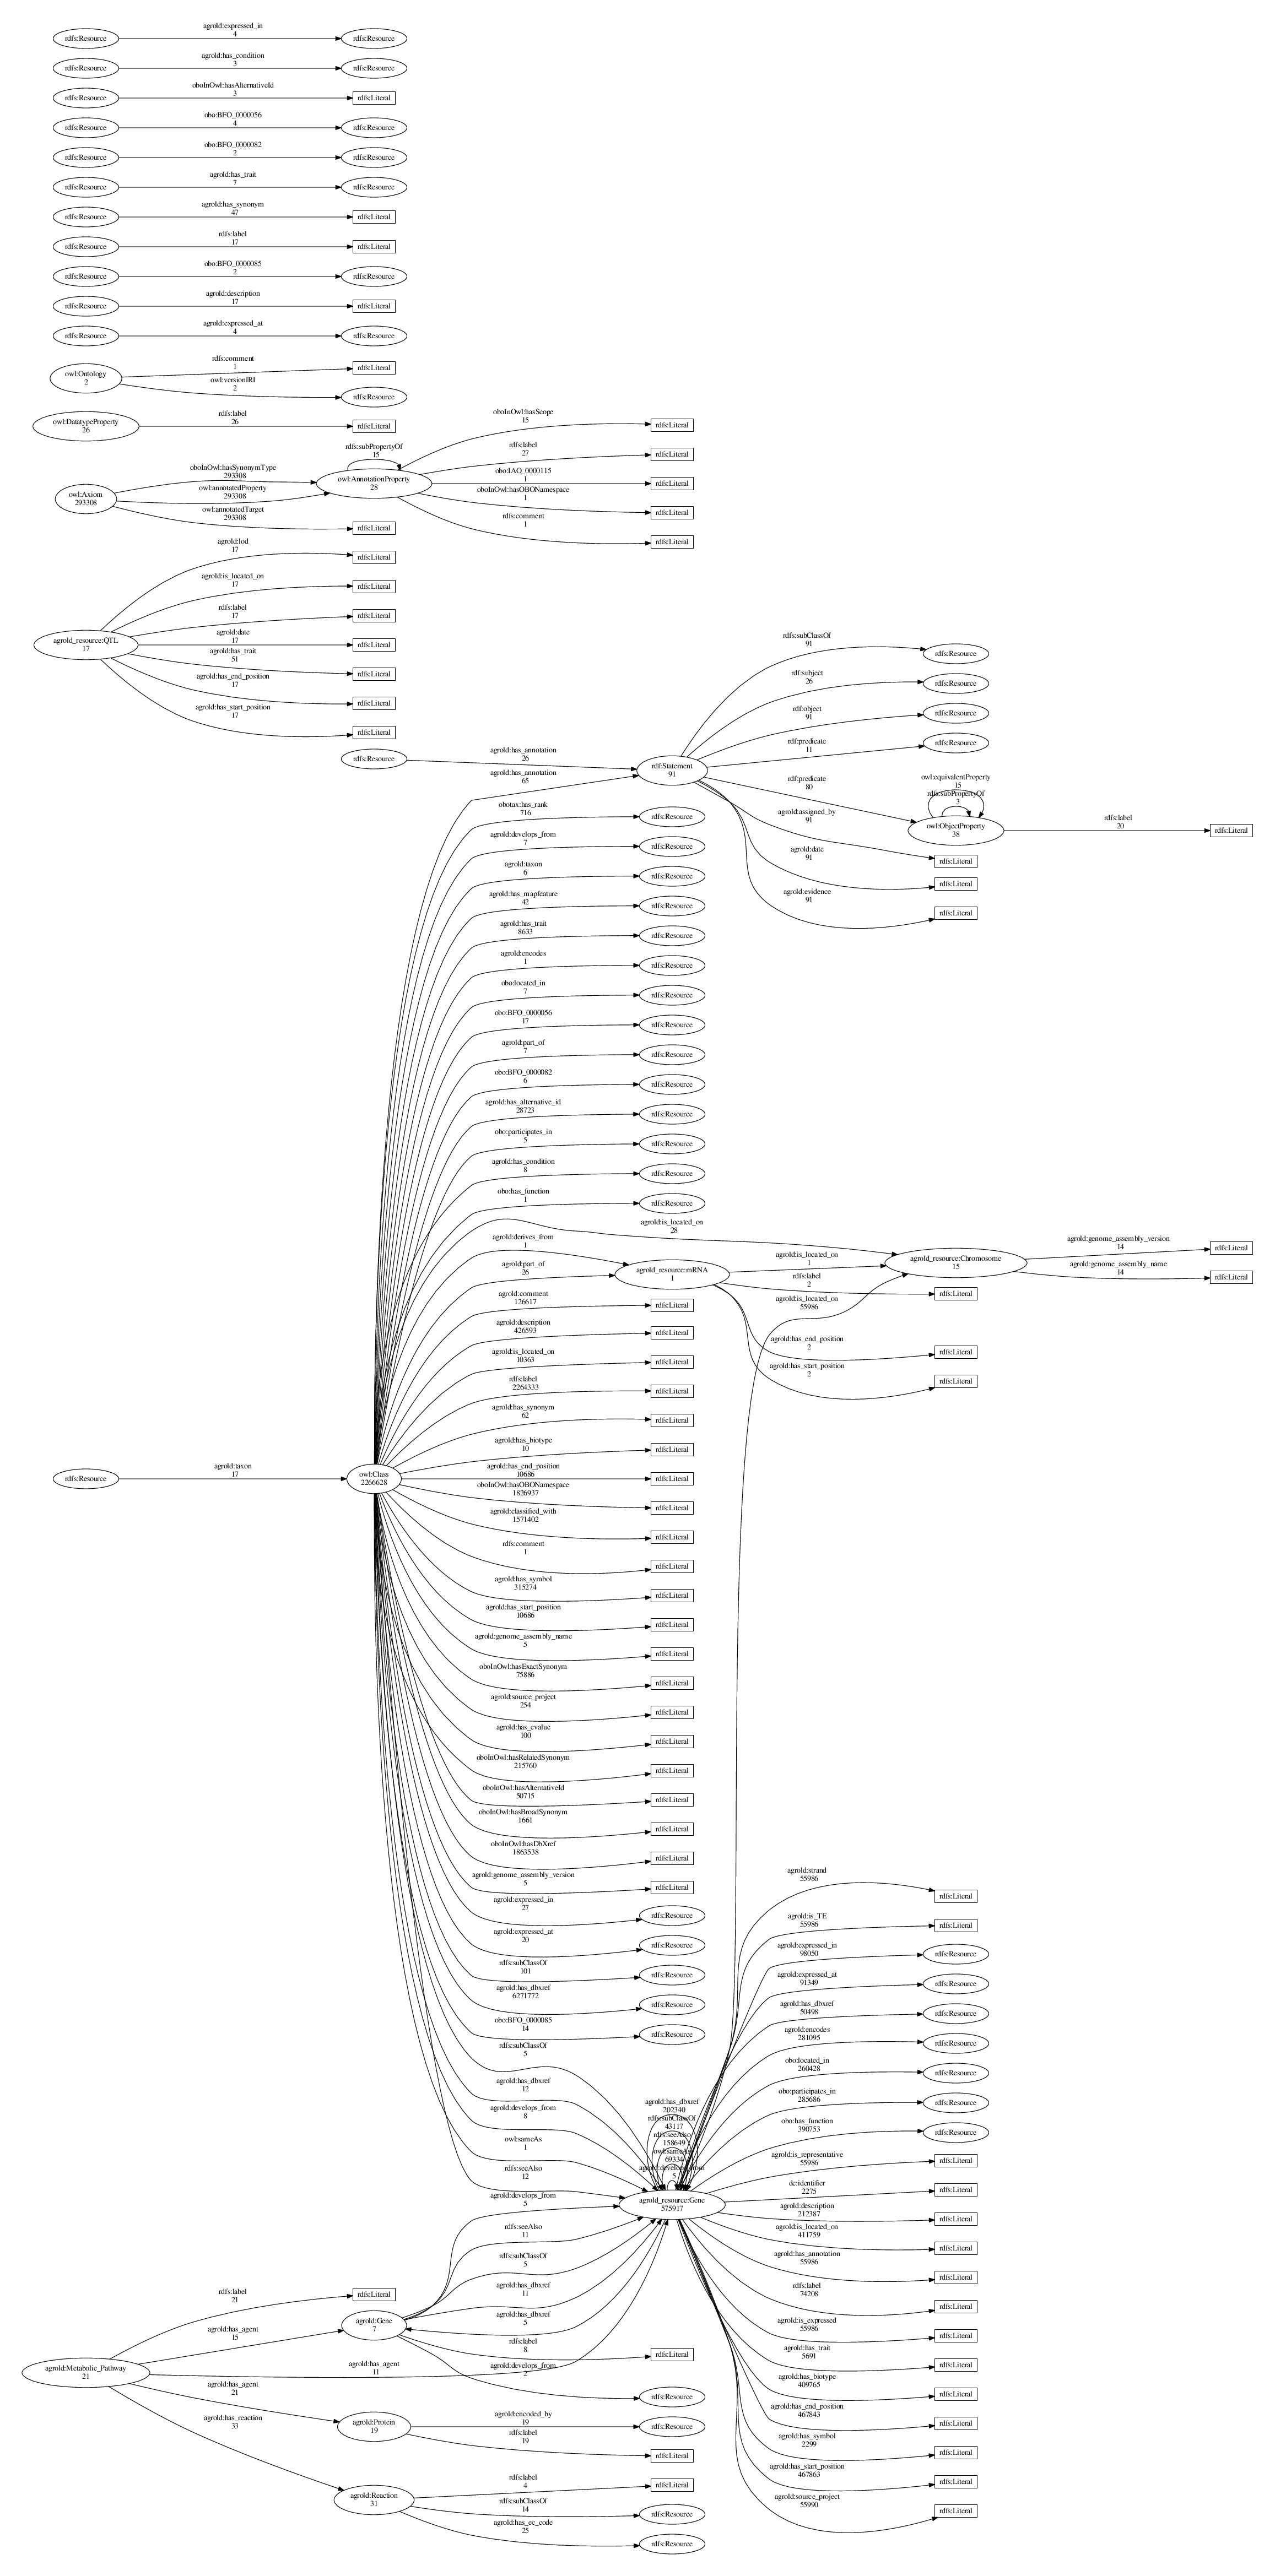 agrold:expressed_in
4
rdfs:Resource
rdfs:Resource
agrold:has_condition
3
rdfs:Resource
rdfs:Resource
oboInOwl:hasAlternativeId
3
rdfs:Resource
rdfs:Literal
obo:BFO_0000056
4
rdfs:Resource
rdfs:Resource
obo:BFO_0000082
2
rdfs:Resource
rdfs:Resource
agrold:has_trait
7
rdfs:Resource
rdfs:Resource
agrold:has_synonym
47
rdfs:Resource
rdfs:Literal
rdfs:label
17
rdfs:Resource
rdfs:Literal
obo:BFO_0000085
2
rdfs:Resource
rdfs:Resource
agrold:description
17
rdfs:Resource
rdfs:Literal
agrold:expressed_at
4
rdfs:Resource
rdfs:Resource
owl:Ontology
2
rdfs:comment
1
rdfs:Literal
owl:versionIRI
2
rdfs:Resource
owl:DatatypeProperty
26
rdfs:label
26
rdfs:Literal
owl:Axiom
293308
oboInOwl:hasSynonymType
293308
owl:annotatedProperty
293308
owl:annotatedTarget
293308
rdfs:Literal
rdfs:subPropertyOf
15
owl:AnnotationProperty
28
oboInOwl:hasScope
15
rdfs:Literal
rdfs:label
27
rdfs:Literal
obo:IAO_0000115
1
rdfs:Literal
oboInOwl:hasOBONamespace
1
rdfs:Literal
rdfs:comment
1
rdfs:Literal
agrold_resource:QTL
17
agrold:lod
17
rdfs:Literal
agrold:is_located_on
17
rdfs:Literal
rdfs:label
17
rdfs:Literal
agrold:date
17
rdfs:Literal
agrold:has_trait
51
rdfs:Literal
agrold:has_end_position
17
rdfs:Literal
agrold:has_start_position
17
rdfs:Literal
rdfs:Resource
agrold:has_annotation
26
agrold:has_annotation
65
rdf:Statement
91
rdfs:subClassOf
91
rdfs:Resource
rdf:subject
26
rdfs:Resource
rdf:object
91
rdfs:Resource
rdf:predicate
11
rdfs:Resource
rdf:predicate
80
owl:equivalentProperty
15
rdfs:subPropertyOf
3
owl:ObjectProperty
38
rdfs:label
20
rdfs:Literal
agrold:assigned_by
91
rdfs:Literal
agrold:date
91
rdfs:Literal
agrold:evidence
91
rdfs:Literal
obotax:has_rank
716
rdfs:Resource
agrold:develops_from
7
rdfs:Resource
agrold:taxon
6
rdfs:Resource
agrold:has_mapfeature
42
rdfs:Resource
agrold:has_trait
8633
rdfs:Resource
agrold:encodes
1
rdfs:Resource
obo:located_in
7
rdfs:Resource
obo:BFO_0000056
17
rdfs:Resource
agrold:part_of
7
rdfs:Resource
obo:BFO_0000082
6
rdfs:Resource
agrold:has_alternative_id
28723
rdfs:Resource
obo:participates_in
5
rdfs:Resource
agrold:has_condition
8
rdfs:Resource
obo:has_function
1
rdfs:Resource
agrold:is_located_on
28
agrold:derives_from
1
agrold:part_of
26
agrold_resource:mRNA
1
agrold:is_located_on
1
rdfs:label
2
rdfs:Literal
agrold:is_located_on
55986
agrold_resource:Chromosome
15
agrold:genome_assembly_version
14
rdfs:Literal
agrold:genome_assembly_name
14
rdfs:Literal
agrold:has_end_position
2
rdfs:Literal
agrold:has_start_position
2
rdfs:Literal
agrold:comment
126617
rdfs:Literal
agrold:description
426593
rdfs:Literal
agrold:is_located_on
10363
rdfs:Literal
rdfs:label
2264333
rdfs:Literal
agrold:has_synonym
62
rdfs:Literal
agrold:has_biotype
10
rdfs:Literal
rdfs:Resource
agrold:taxon
17
owl:Class
2266628
agrold:has_end_position
10686
rdfs:Literal
oboInOwl:hasOBONamespace
1826937
rdfs:Literal
agrold:classified_with
1571402
rdfs:Literal
rdfs:comment
1
rdfs:Literal
agrold:has_symbol
315274
rdfs:Literal
agrold:has_start_position
10686
rdfs:Literal
agrold:genome_assembly_name
5
rdfs:Literal
oboInOwl:hasExactSynonym
75886
rdfs:Literal
agrold:source_project
254
rdfs:Literal
agrold:has_evalue
100
rdfs:Literal
oboInOwl:hasRelatedSynonym
215760
rdfs:Literal
oboInOwl:hasAlternativeId
50715
rdfs:Literal
oboInOwl:hasBroadSynonym
1661
rdfs:Literal
oboInOwl:hasDbXref
1863538
rdfs:Literal
agrold:genome_assembly_version
5
rdfs:Literal
agrold:expressed_in
27
rdfs:Resource
agrold:expressed_at
20
rdfs:Resource
rdfs:subClassOf
101
rdfs:Resource
agrold:has_dbxref
6271772
rdfs:Resource
obo:BFO_0000085
14
rdfs:Resource
rdfs:subClassOf
5
agrold:has_dbxref
12
agrold:develops_from
8
owl:sameAs
1
rdfs:seeAlso
12
agrold:has_dbxref
202340
rdfs:subClassOf
43117
rdfs:seeAlso
158649
owl:sameAs
69334
agrold:develops_from
5
agrold_resource:Gene
575917
agrold:strand
55986
rdfs:Literal
agrold:is_TE
55986
rdfs:Literal
agrold:expressed_in
98050
rdfs:Resource
agrold:expressed_at
91349
rdfs:Resource
agrold:has_dbxref
50498
rdfs:Resource
agrold:encodes
281095
rdfs:Resource
obo:located_in
260428
rdfs:Resource
obo:participates_in
285686
rdfs:Resource
obo:has_function
390753
rdfs:Resource
agrold:is_representative
55986
rdfs:Literal
dc:identifier
2275
rdfs:Literal
agrold:description
212387
rdfs:Literal
agrold:is_located_on
411759
rdfs:Literal
agrold:has_annotation
55986
rdfs:Literal
rdfs:label
74208
rdfs:Literal
agrold:is_expressed
55986
rdfs:Literal
agrold:has_trait
5691
rdfs:Literal
agrold:has_biotype
409765
rdfs:Literal
agrold:has_end_position
467843
rdfs:Literal
agrold:has_symbol
2299
rdfs:Literal
agrold:has_start_position
467863
rdfs:Literal
agrold:source_project
55990
rdfs:Literal
agrold:develops_from
5
rdfs:seeAlso
11
rdfs:subClassOf
5
agrold:has_dbxref
11
agrold:has_dbxref
5
rdfs:label
8
rdfs:Literal
agrold:develops_from
2
rdfs:Resource
agrold:Metabolic_Pathway
21
rdfs:label
21
rdfs:Literal
agrold:has_agent
15
agrold:Gene
7
agrold:has_agent
11
agrold:has_agent
21
agrold:Protein
19
agrold:encoded_by
19
rdfs:Resource
rdfs:label
19
rdfs:Literal
agrold:has_reaction
33
agrold:Reaction
31
rdfs:label
4
rdfs:Literal
rdfs:subClassOf
14
rdfs:Resource
agrold:has_ec_code
25
rdfs:Resource